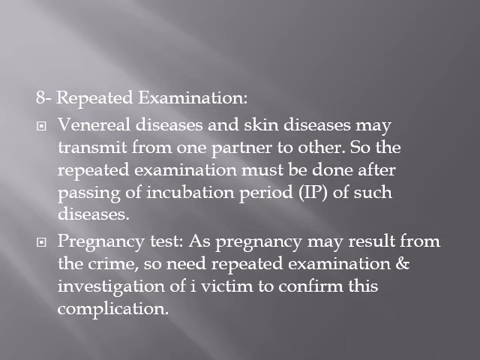 8- Repeated Examination:
Venereal diseases and skin diseases may
transmit from one partner to other. So the
repeated examination must be done after
passing of incubation period (IP) of such
diseases.
Pregnancy test: As pregnancy may result from
the crime, so need repeated examination &
investigation of i victim to confirm this
complication.